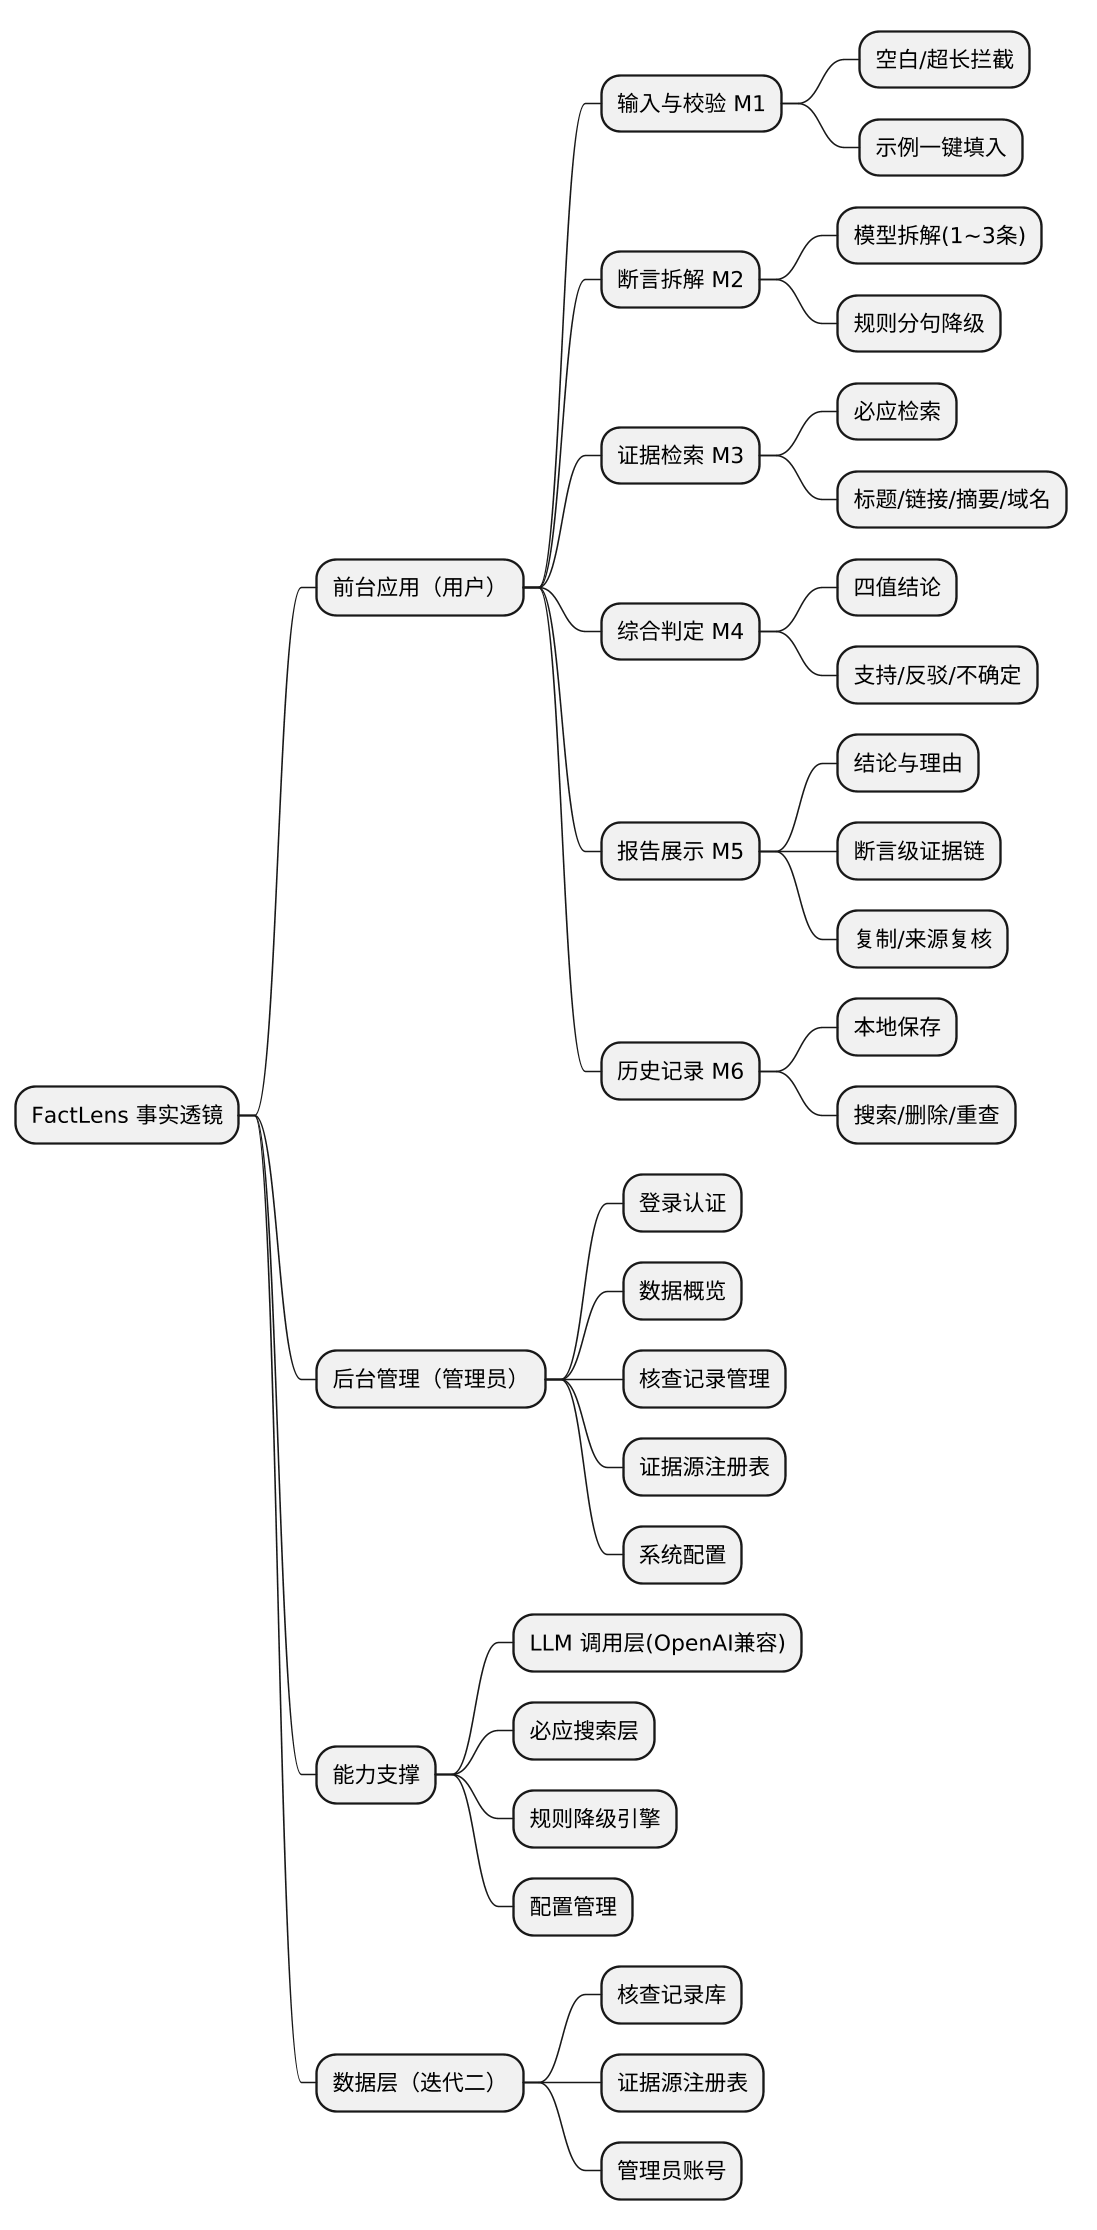 FactLens 事实透镜
前台应用（用户）
输入与校验 M1
空白/超长拦截
示例一键填入
断言拆解 M2
模型拆解(1~3条)
规则分句降级
证据检索 M3
必应检索
标题/链接/摘要/域名
综合判定 M4
四值结论
支持/反驳/不确定
报告展示 M5
结论与理由
断言级证据链
复制/来源复核
历史记录 M6
本地保存
搜索/删除/重查
后台管理（管理员）
登录认证
数据概览
核查记录管理
证据源注册表
系统配置
能力支撑
LLM 调用层(OpenAI兼容)
必应搜索层
规则降级引擎
配置管理
数据层（迭代二）
核查记录库
证据源注册表
管理员账号